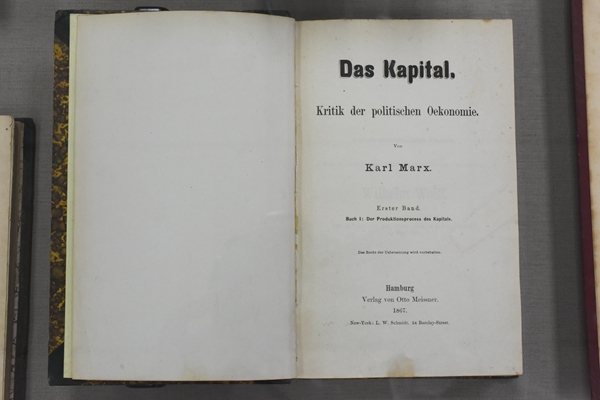 Das Kapital.
Kritik der politischen Oekonomie.
Von
Karl Marx.
Erster Band.
Buch I: Der Produktionsprocess des Kapitals.
Das Recht der Uebersetzung wird vorbehalten.
Hamburg
Verlag von Otto Meissner.
1867.
New-York: L. W. Schmidt. 24 Barclay-Street.